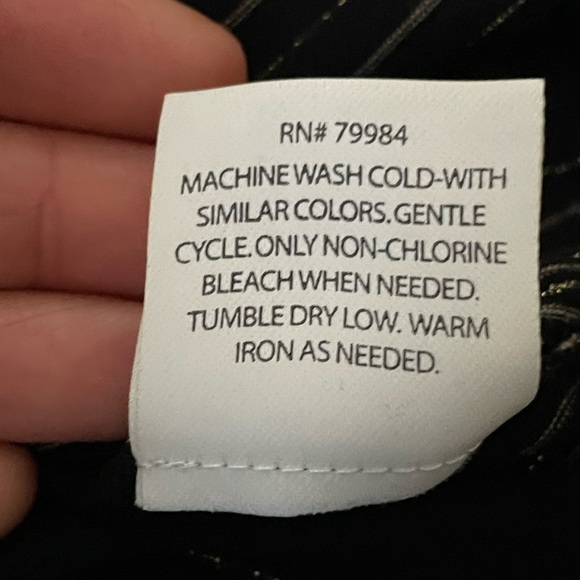 RN# 79984
MACHINE WASH COLD-WITH
SIMILAR COLORS. GENTLE
CYCLE. ONLY NON-CHLORINE
BLEACH WHEN NEEDED.
TUMBLE DRY LOW. WARM
IRON AS NEEDED.